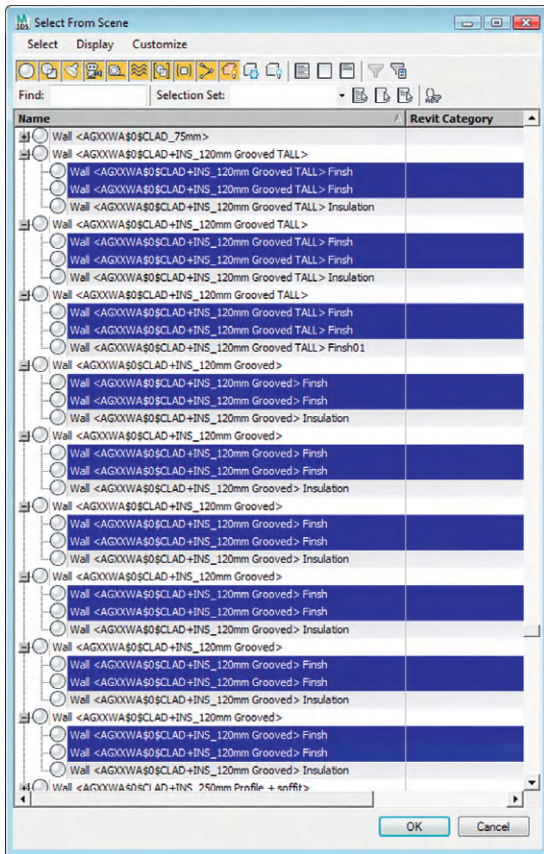 Select From Scene
Select Display Customize
Find: Selection Set:
Name Revit Category
Wall <AGXXWA$0$CLAD_75mm>
Wall <AGXXWA$0$CLAD+INS_120mm Grooved TALL>
Wall <AGXXWA$0$CLAD+INS_120mm Grooved TALL> Finsh
Wall <AGXXWA$0$CLAD+INS_120mm Grooved TALL> Finsh
Wall <AGXXWA$0$CLAD+INS_120mm Grooved TALL> Insulation
Wall <AGXXWA$0$CLAD+INS_120mm Grooved TALL>
Wall <AGXXWA$0$CLAD+INS_120mm Grooved TALL> Finsh
Wall <AGXXWA$0$CLAD+INS_120mm Grooved TALL> Finsh
Wall <AGXXWA$0$CLAD+INS_120mm Grooved TALL> Insulation
Wall <AGXXWA$0$CLAD+INS_120mm Grooved TALL>
Wall <AGXXWA$0$CLAD+INS_120mm Grooved TALL> Finsh
Wall <AGXXWA$0$CLAD+INS_120mm Grooved TALL> Finsh
Wall <AGXXWA$0$CLAD+INS_120mm Grooved TALL> Finsh01
Wall <AGXXWA$0$CLAD+INS_120mm Grooved>
Wall <AGXXWA$0$CLAD+INS_120mm Grooved> Finsh
Wall <AGXXWA$0$CLAD+INS_120mm Grooved> Finsh
Wall <AGXXWA$0$CLAD+INS_120mm Grooved> Insulation
Wall <AGXXWA$0$CLAD+INS_120mm Grooved>
Wall <AGXXWA$0$CLAD+INS_120mm Grooved> Finsh
Wall <AGXXWA$0$CLAD+INS_120mm Grooved> Finsh
Wall <AGXXWA$0$CLAD+INS_120mm Grooved> Insulation
Wall <AGXXWA$0$CLAD+INS_120mm Grooved>
Wall <AGXXWA$0$CLAD+INS_120mm Grooved> Finsh
Wall <AGXXWA$0$CLAD+INS_120mm Grooved> Finsh
Wall <AGXXWA$0$CLAD+INS_120mm Grooved> Insulation
Wall <AGXXWA$0$CLAD+INS_120mm Grooved>
Wall <AGXXWA$0$CLAD+INS_120mm Grooved> Finsh
Wall <AGXXWA$0$CLAD+INS_120mm Grooved> Finsh
Wall <AGXXWA$0$CLAD+INS_120mm Grooved> Insulation
Wall <AGXXWA$0$CLAD+INS_120mm Grooved>
Wall <AGXXWA$0$CLAD+INS_120mm Grooved> Finsh
Wall <AGXXWA$0$CLAD+INS_120mm Grooved> Finsh
Wall <AGXXWA$0$CLAD+INS_120mm Grooved> Insulation
Wall <AGXXWA$0$CLAD+INS_120mm Grooved>
Wall <AGXXWA$0$CLAD+INS_120mm Grooved> Finsh
Wall <AGXXWA$0$CLAD+INS_120mm Grooved> Finsh
Wall <AGXXWA$0$CLAD+INS_120mm Grooved> Insulation
Wall <AGXXWA$0$CLAD+INS_250mm Profile + soffit>
OK Cancel